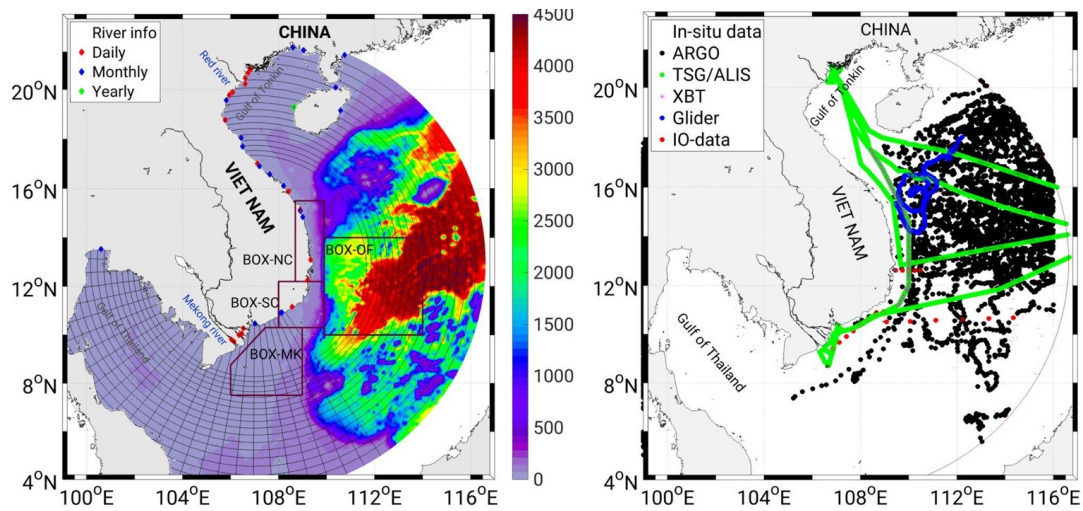 CHINA
River info
Daily
Monthly
Yearly
Red river
Gulf of Tonkin
VIET NAM
BOX-OF
BOX-NC
BOX-SC
Mekong river
Gulf of Thailand
BOX-MK
20°N
16°N
12°N
8°N
4°N
100°E
104°E
108°E
112°E
116°E
4500
4000
3500
3000
2500
2000
1500
1000
500
0
In-situ data
ARGO
TSG/ALIS
XBT
Glider
IO-data
CHINA
Gulf of Tonkin
VIET NAM
Gulf of Thailand
20°N
16°N
12°N
8°N
4°N
100°E
104°E
108°E
112°E
116°E